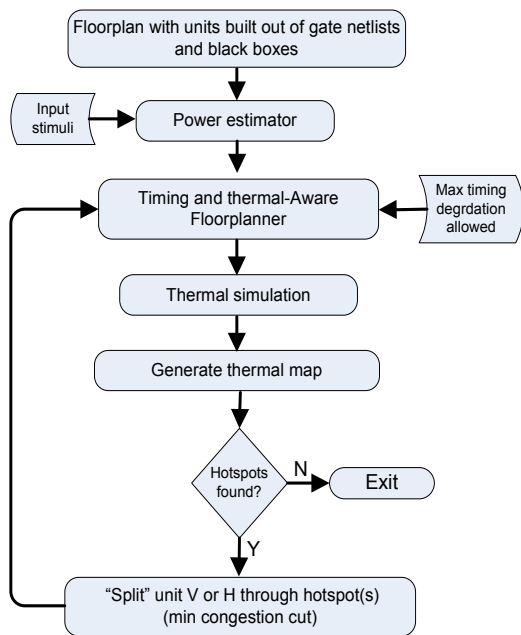 Floorplan with units built out of gate netlists
and black boxes
Input
stimuli
Power estimator
Timing and thermal-Aware
Floorplanner
Max timing
degrdation
allowed
Thermal simulation
Generate thermal map
Hotspots
found?
N
Exit
Y
“Split” unit V or H through hotspot(s)
(min congestion cut)